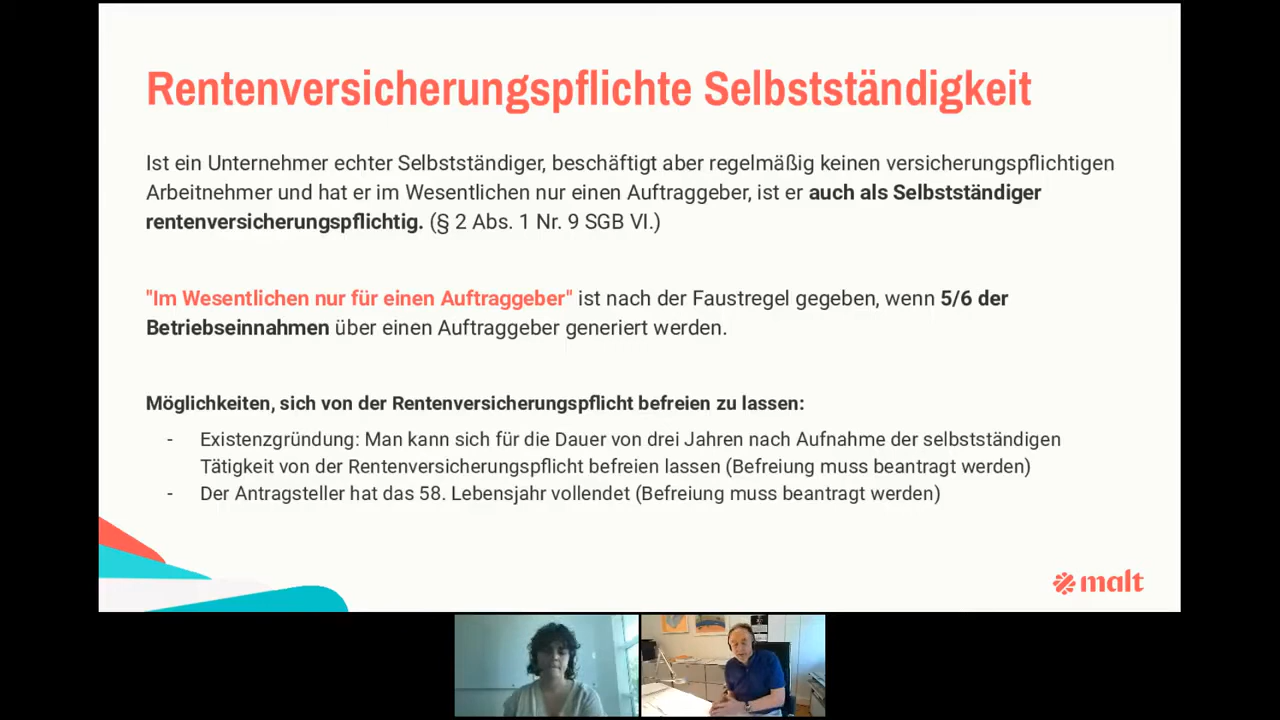 Rentenversicherungspflichte Selbstständigkeit
Ist ein Unternehmer echter Selbstständiger, beschäftigt aber regelmäßig keinen versicherungspflichtigen
Arbeitnehmer und hat er im Wesentlichen nur einen Auftraggeber, ist er auch als Selbstständiger
rentenversicherungspflichtig. (§ 2 Abs. 1 Nr. 9 SGB VI.)
"Im Wesentlichen nur für einen Auftraggeber" ist nach der Faustregel gegeben, wenn 5/6 der
Betriebseinnahmen über einen Auftraggeber generiert werden.
Möglichkeiten, sich von der Rentenversicherungspflicht befreien zu lassen:
- Existenzgründung: Man kann sich für die Dauer von drei Jahren nach Aufnahme der selbstständigen
Tätigkeit von der Rentenversicherungspflicht befreien lassen (Befreiung muss beantragt werden)
- Der Antragsteller hat das 58. Lebensjahr vollendet (Befreiung muss beantragt werden)
malt